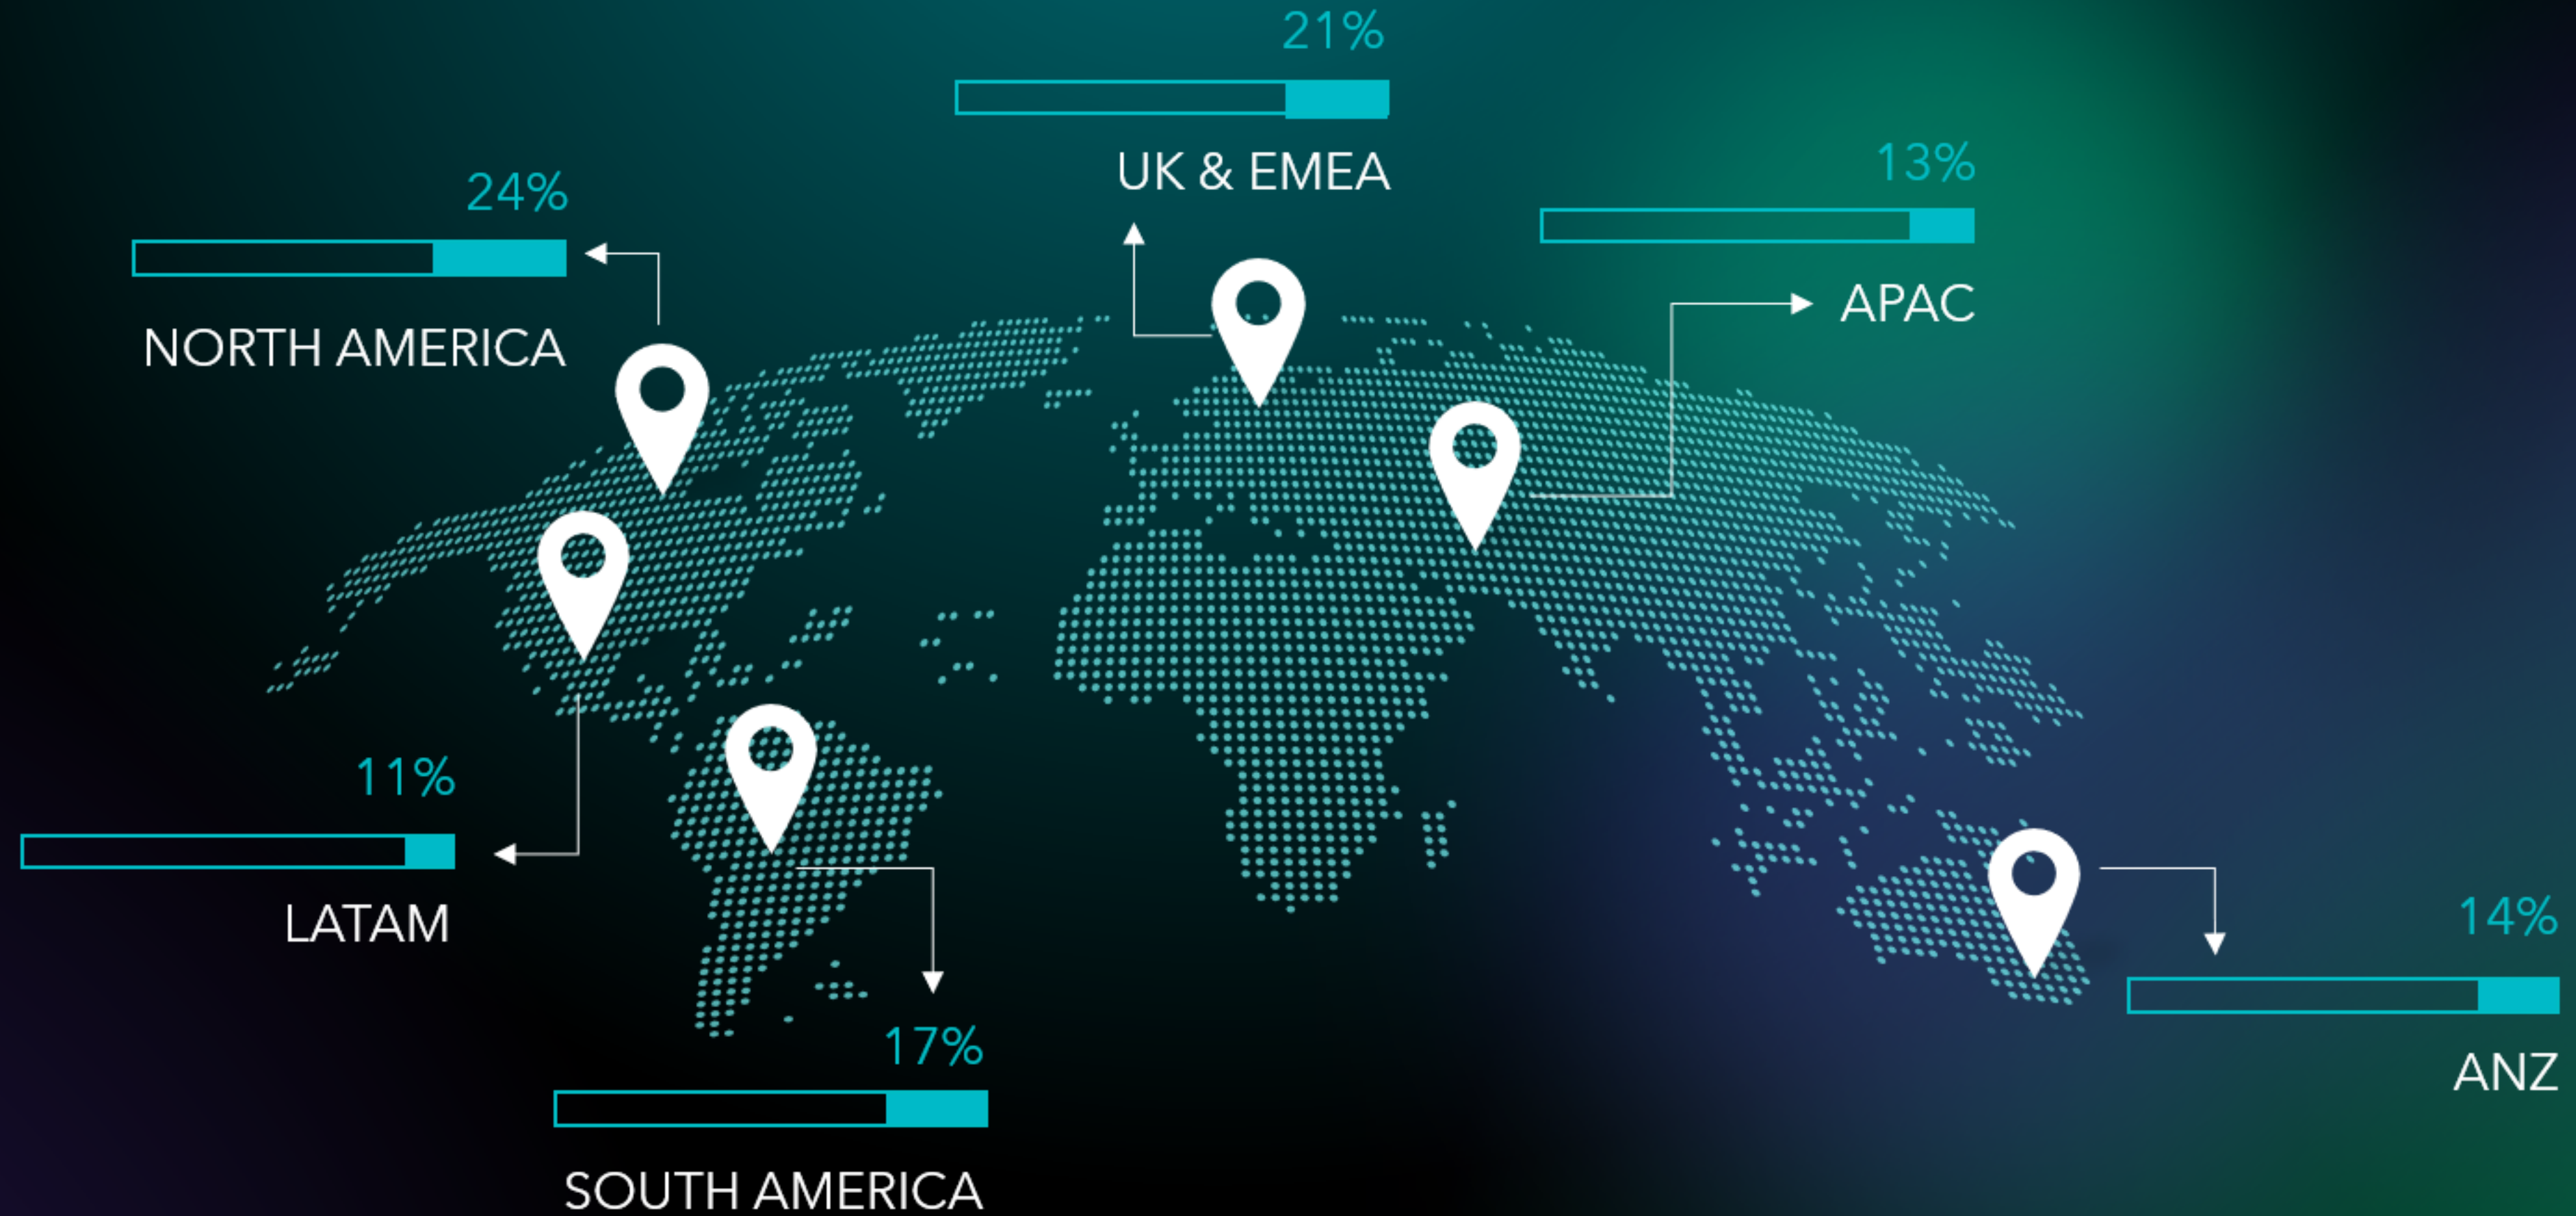 21%
UK & EMEA
13%
APAC
24%
NORTH AMERICA
11%
LATAM
17%
SOUTH AMERICA
14%
ANZ